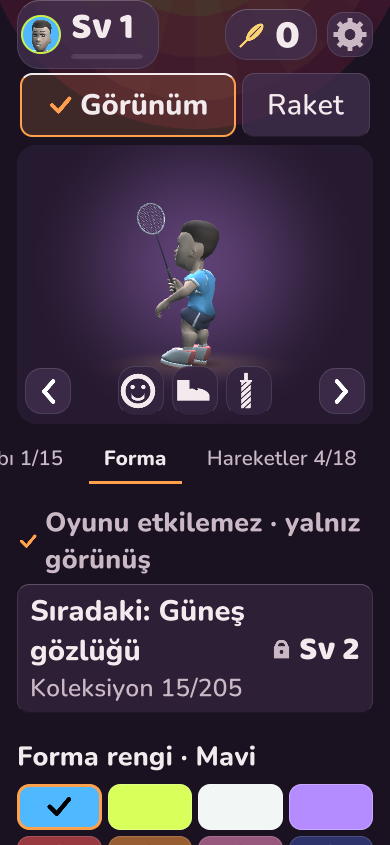 Sv 1
0
Görünüm
Raket
bı 1/15
Forma
Hareketler 4/18
Oyunu etkilemez · yalnız
görünüş
Sıradaki: Güneş
gözlüğü
Sv 2
Koleksiyon 15/205
Forma rengi · Mavi